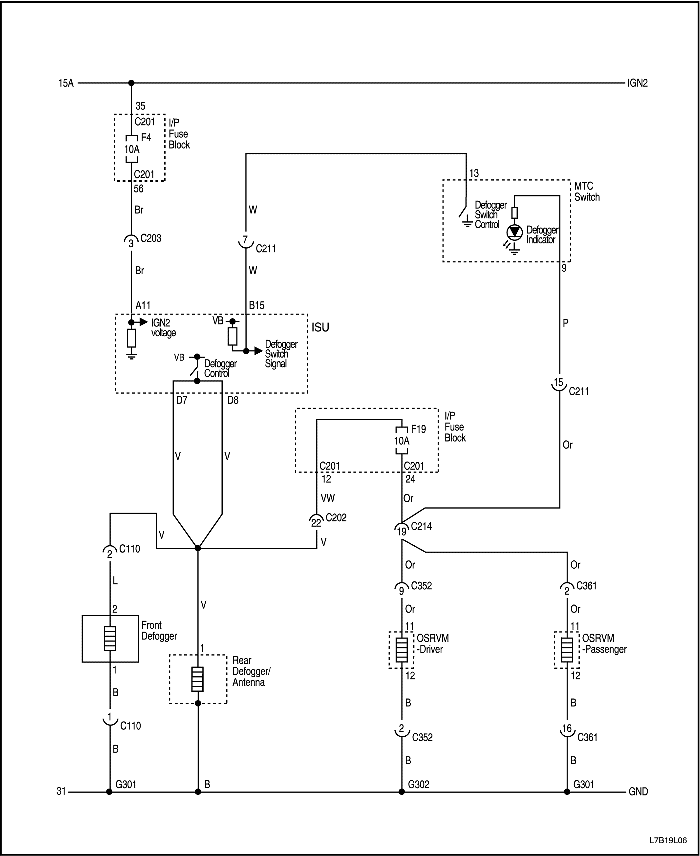 15A
IGN2
35
C201
I/P
Fuse
Block
F4
10A
C201
56
Br
3
C203
Br
A11
W
7
C211
W
B15
13
MTC
Switch
Defogger
Switch
Control
Defogger
Indicator
9
P
15
C211
Or
ISU
IGN2
voltage
VB
Defogger
Switch
Signal
VB
Defogger
Control
D7
D8
V
V
I/P
Fuse
Block
F19
10A
C201
C201
12
24
VW
Or
22
C202
V
19
C214
V
2
C110
L
2
Front
Defogger
1
B
1
C110
B
V
1
Rear
Defogger/
Antenna
Or
9
C352
Or
11
OSRVM
-Driver
12
B
2
C352
B
Or
2
C361
Or
11
OSRVM
-Passenger
12
B
16
C361
B
31
G301
B
G302
G301
GND
L7B19L06